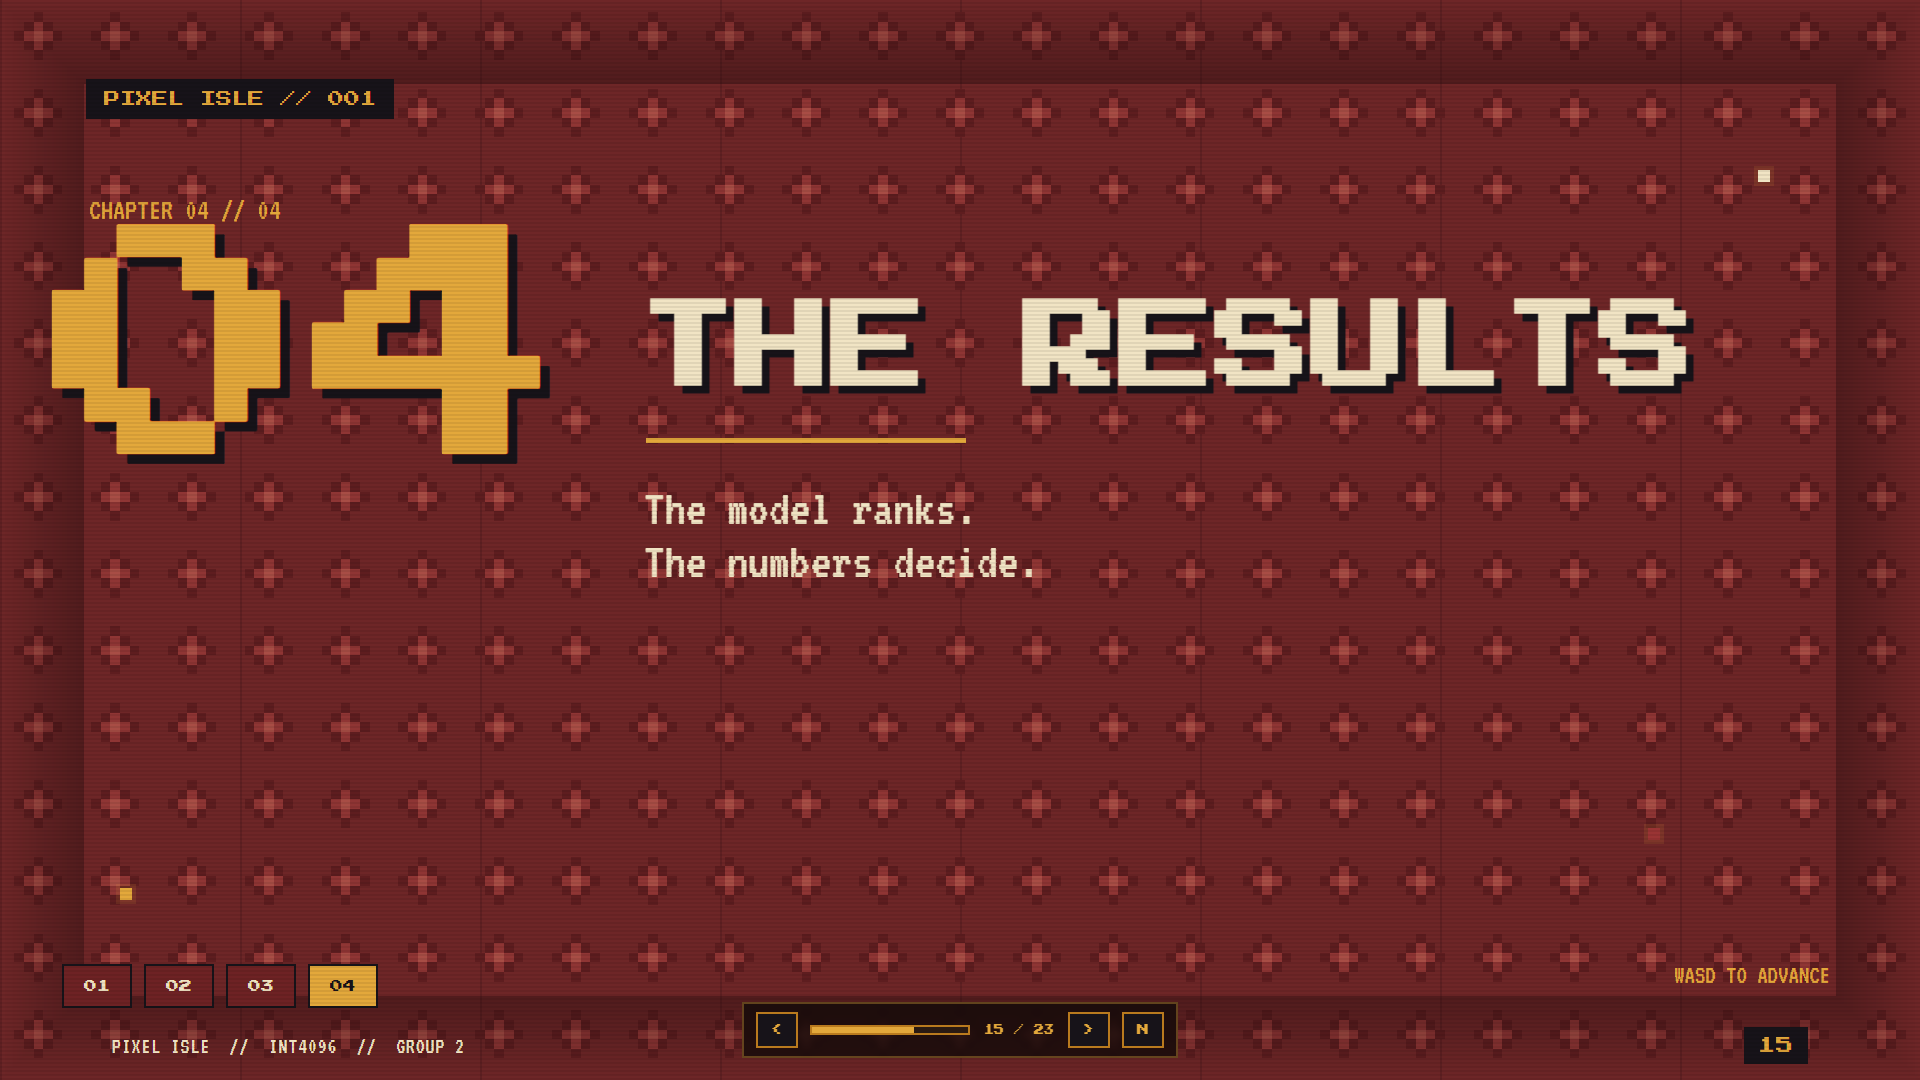 PIXEL ISLE // 001
CHAPTER 04 // 04
04
THE RESULTS
The model ranks.
The numbers decide.
01 02 03 04
WASD TO ADVANCE
< 15 / 23 > N
PIXEL ISLE // INT4096 // GROUP 2
15